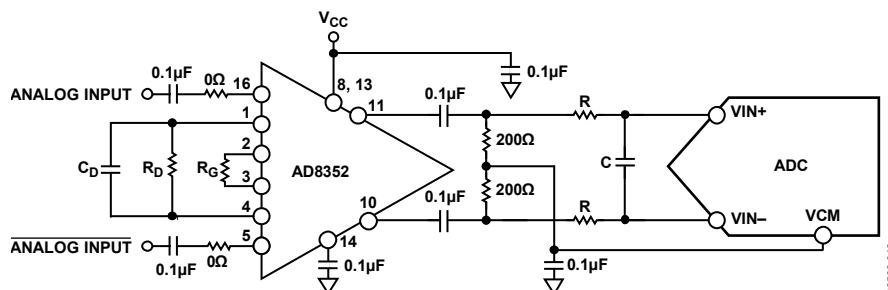 VCC
0.1µF
0Ω
16
ANALOG INPUT
8, 13
0.1µF
11
0.1µF
1
R
VIN+
2
200Ω
CD
RD
RG
AD8352
C
ADC
3
200Ω
4
10
0.1µF
R
VIN–
VCM
ANALOG INPUT
5
14
0.1µF
0Ω
0.1µF
0.1µF